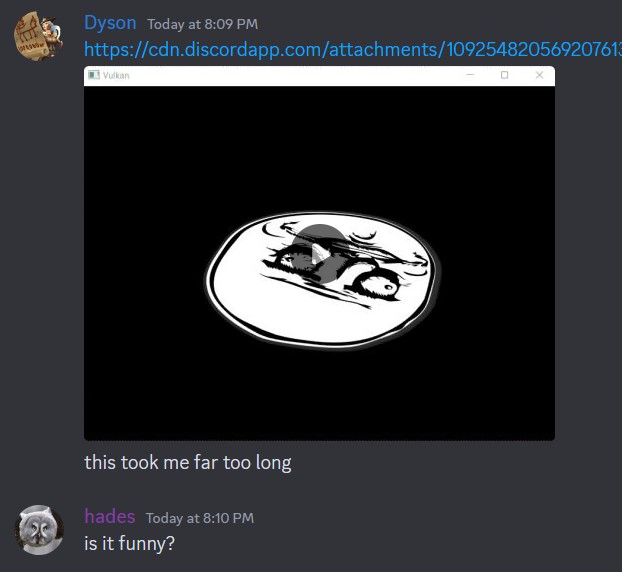 Dyson Today at 8:09 PM
https://cdn.discordapp.com/attachments/109254820569207613
Vulkan
this took me far too long
hades Today at 8:10 PM
is it funny?